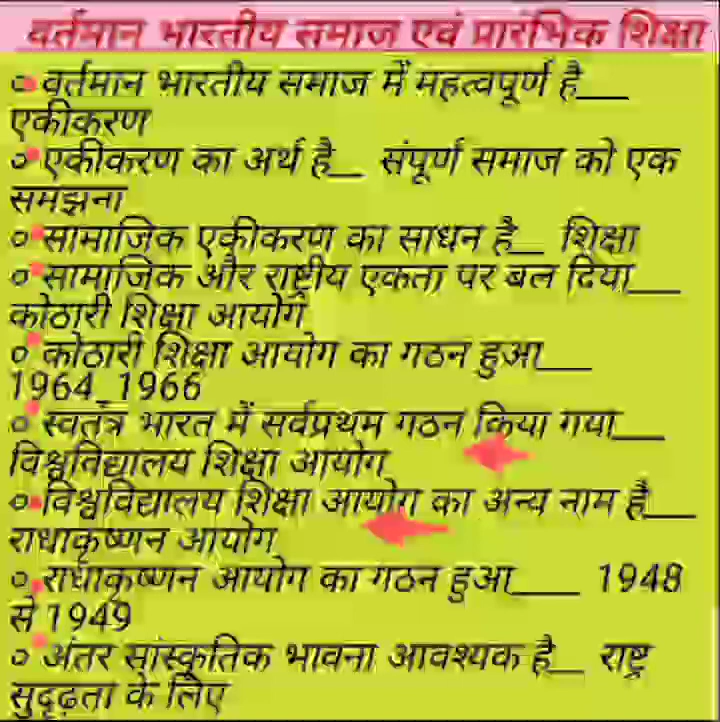 वर्तमान भारतीय समाज एवं प्रारंभिक शिक्षा
वर्तमान भारतीय समाज में महत्वपूर्ण है___
एकीकरण
एकीकरण का अर्थ है__ संपूर्ण समाज को एक
समझना
सामाजिक एकीकरण का साधन है__ शिक्षा
सामाजिक और राष्ट्रीय एकता पर बल दिया___
कोठारी शिक्षा आयोग
कोठारी शिक्षा आयोग का गठन हुआ___
1964_1966
स्वतंत्र भारत में सर्वप्रथम गठन किया गया___
विश्वविद्यालय शिक्षा आयोग
विश्वविद्यालय शिक्षा आयोग का अन्य नाम है___
राधाकृष्णन आयोग
राधाकृष्णन आयोग का गठन हुआ____ 1948
से 1949
अंतर सांस्कृतिक भावना आवश्यक है__ राष्ट्र
सुदृढ़ता के लिए